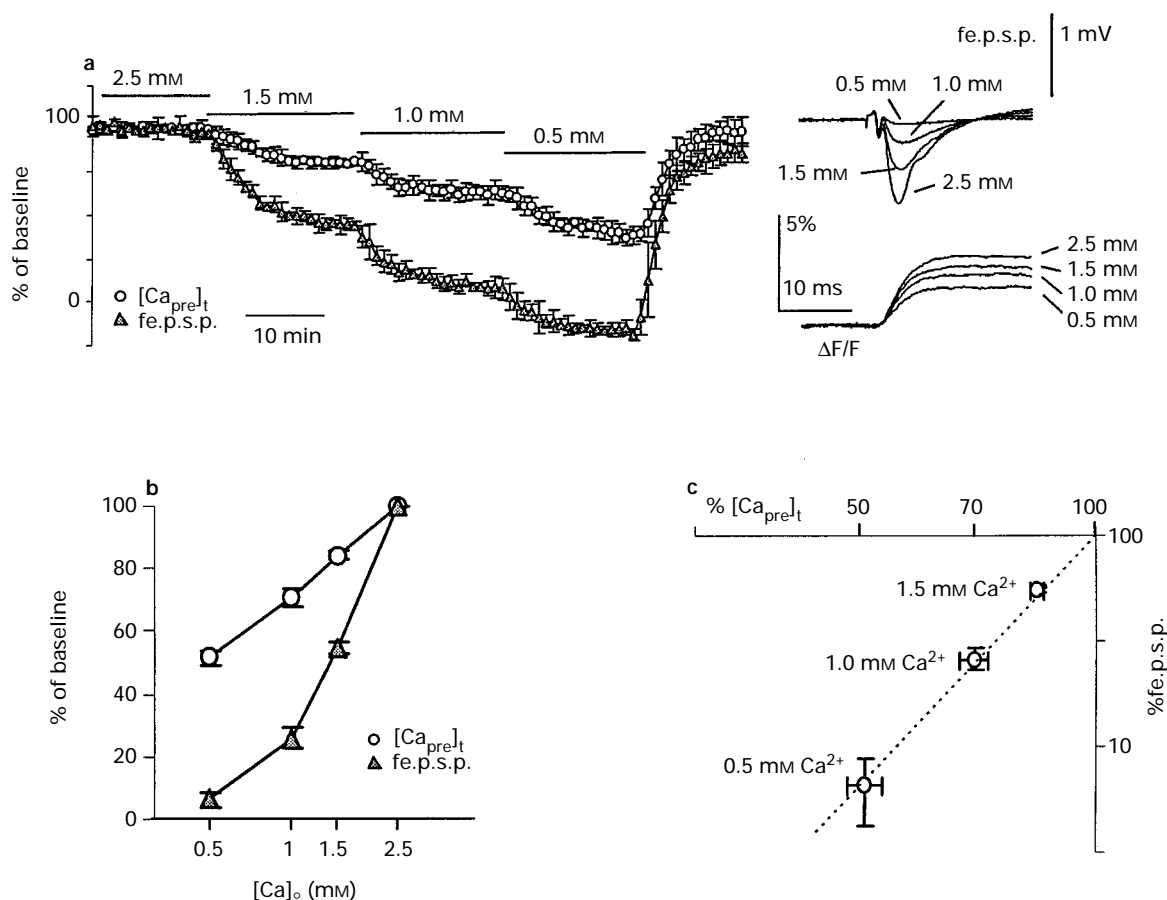 a
2.5 mM
1.5 mM
1.0 mM
0.5 mM
100
0
% of baseline
[Ca_pre]_t
fe.p.s.p.
10 min
fe.p.s.p.
1 mV
0.5 mM
1.0 mM
1.5 mM
2.5 mM
5%
10 ms
ΔF/F
2.5 mM
1.5 mM
1.0 mM
0.5 mM
b
100
80
60
40
20
0
% of baseline
[Ca_pre]_t
fe.p.s.p.
0.5
1
1.5
2.5
[Ca]_o (mM)
c
% [Ca_pre]_t
50
70
100
100
10
%fe.p.s.p.
1.5 mM Ca²⁺
1.0 mM Ca²⁺
0.5 mM Ca²⁺